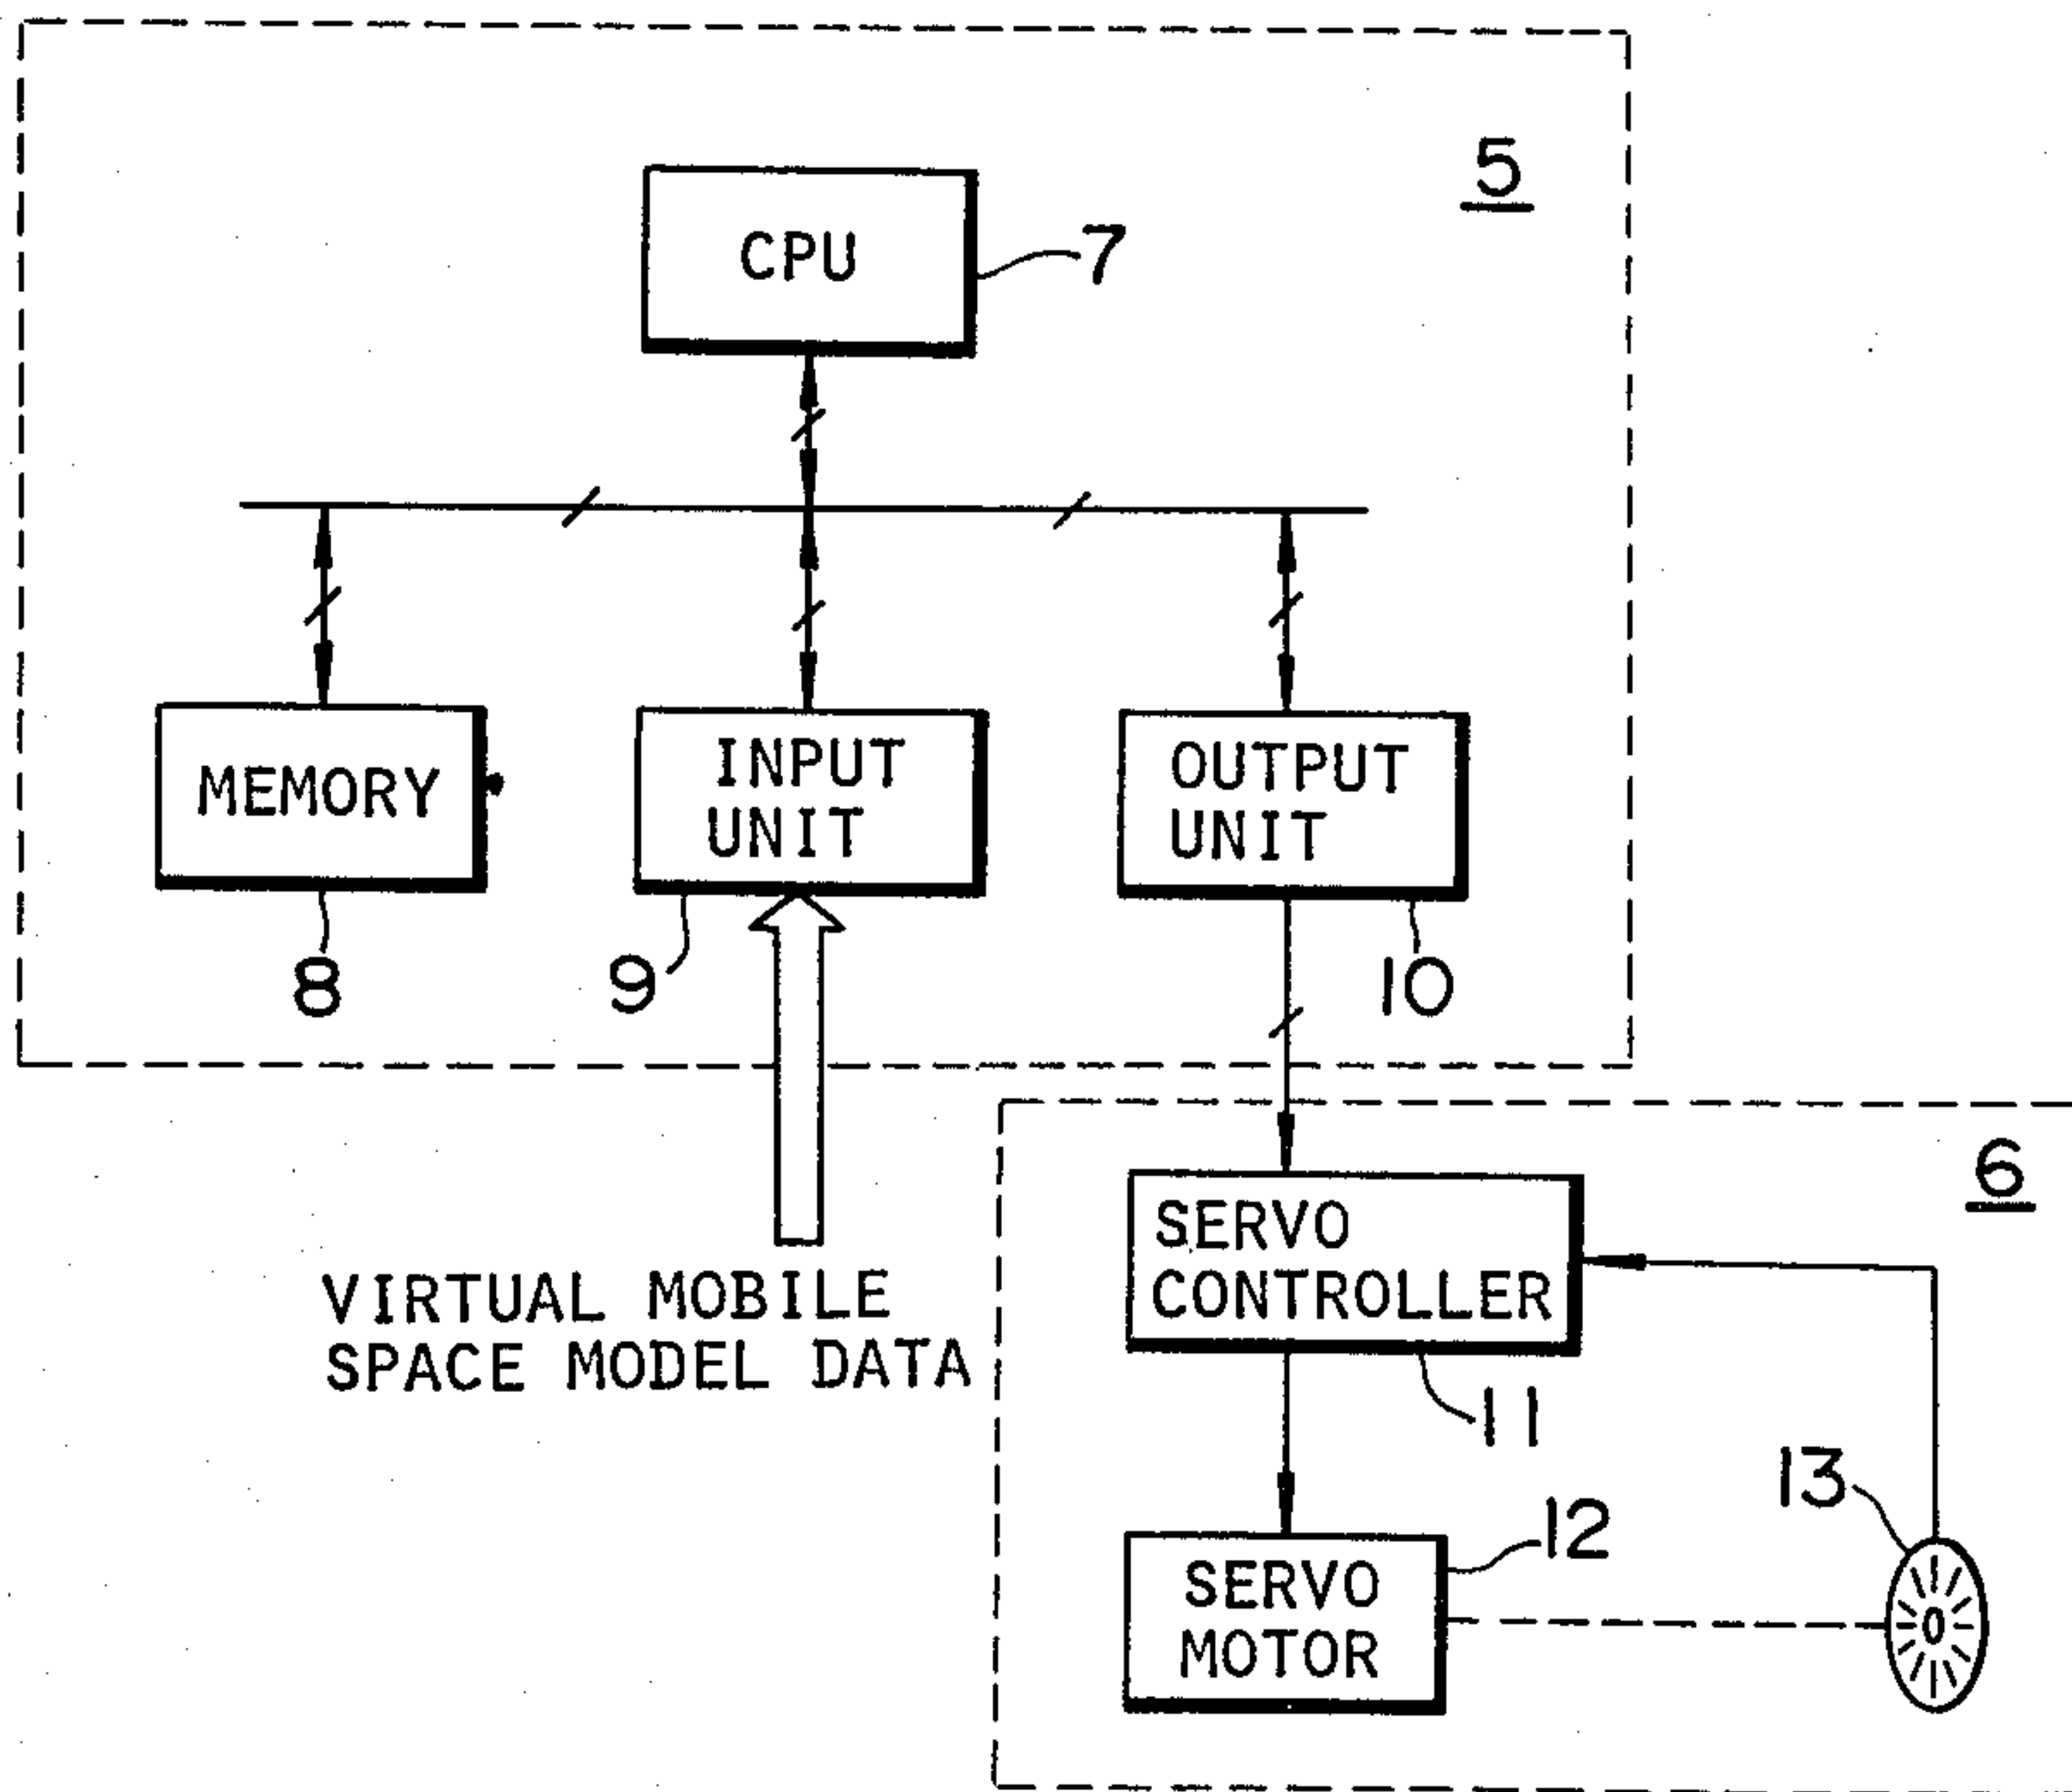 5
CPU
7
MEMORY
INPUT
UNIT
OUTPUT
UNIT
8
9
10
6
SERVO
CONTROLLER
VIRTUAL MOBILE
SPACE MODEL DATA
11
13
12
SERVO
MOTOR